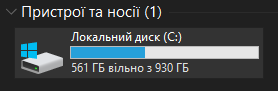 Пристрої та носії (1)
Локальний диск (C:)
561 ГБ вільно з 930 ГБ